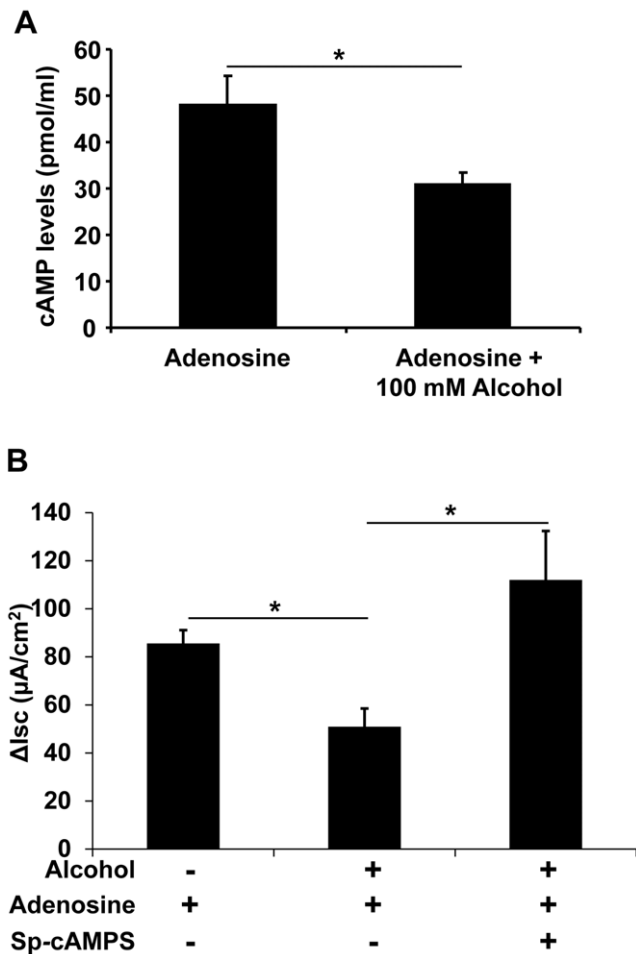 A
cAMP levels (pmol/ml)
60
50
40
30
20
10
0
*
Adenosine
Adenosine +
100 mM Alcohol
B
ΔIsc (µA/cm²)
140
120
100
80
60
40
20
0
*
*
Alcohol - + +
Adenosine + + +
Sp-cAMPS - - +